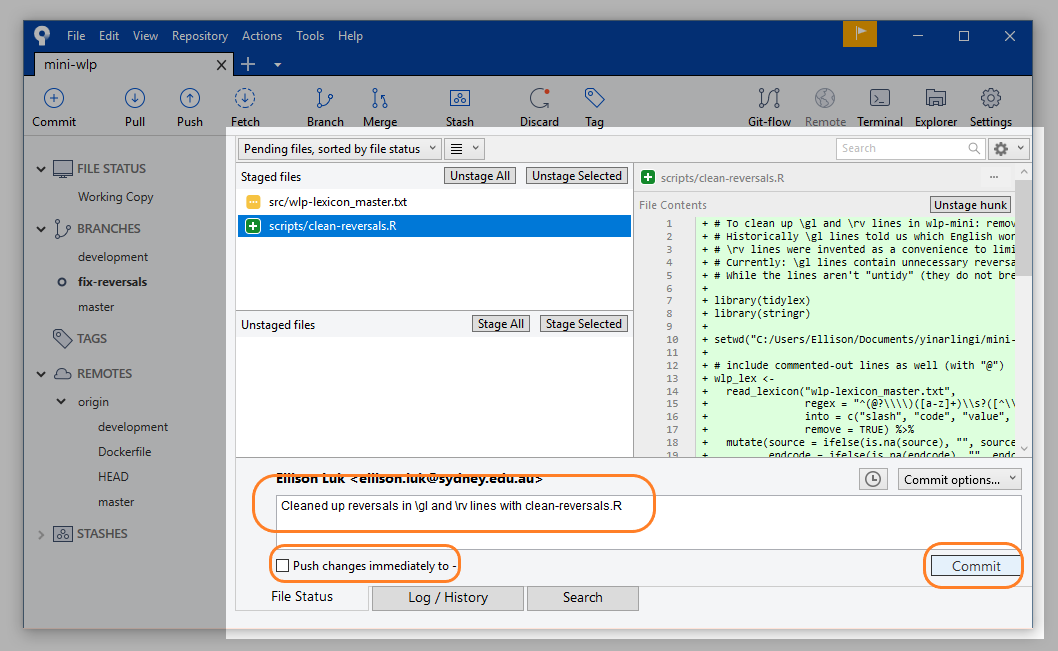 File Edit View Repository Actions Tools Help
mini-wlp
Commit Pull Push Fetch Branch Merge Stash Discard Tag Git-flow Remote Terminal Explorer Settings
FILE STATUS
Working Copy
BRANCHES
development
fix-reversals
master
TAGS
REMOTES
origin
development
Dockerfile
HEAD
master
STASHES
Pending files, sorted by file status
Search
Staged files
Unstage All
Unstage Selected
src/wlp-lexicon_master.txt
scripts/clean-reversals.R
Unstaged files
Stage All
Stage Selected
scripts/clean-reversals.R
File Contents
Unstage hunk
1 + # To clean up \gl and \rv lines in wlp-mini: remov
2 + # Historically \gl lines told us which English wor
3 + # \rv lines were invented as a convenience to limi
4 + # Currently: \gl lines contain unnecessary reversa
5 + # While the lines aren't "untidy" (they do not bre
6 +
7 + library(tidylex)
8 + library(stringr)
9 +
10 + setwd("C:/Users/Ellison/Documents/yinarlingi/mini-
11 +
12 + # include commented-out lines as well (with "@")
13 + wlp_lex <-
14 + read_lexicon("wlp-lexicon_master.txt",
15 + regex = "^(@?\\\\)([a-z]+)\\s?([^\\
16 + into = c("slash", "code", "value",
17 + remove = TRUE) %>%
18 + mutate(source = ifelse(is.na(source), "", source
19 + endcode = ifelse(is.na(endcode), "", endc
Ellison Luk <ellison.luk@sydney.edu.au>
Commit options...
Cleaned up reversals in \gl and \rv lines with clean-reversals.R
Push changes immediately to -
Commit
File Status
Log / History
Search